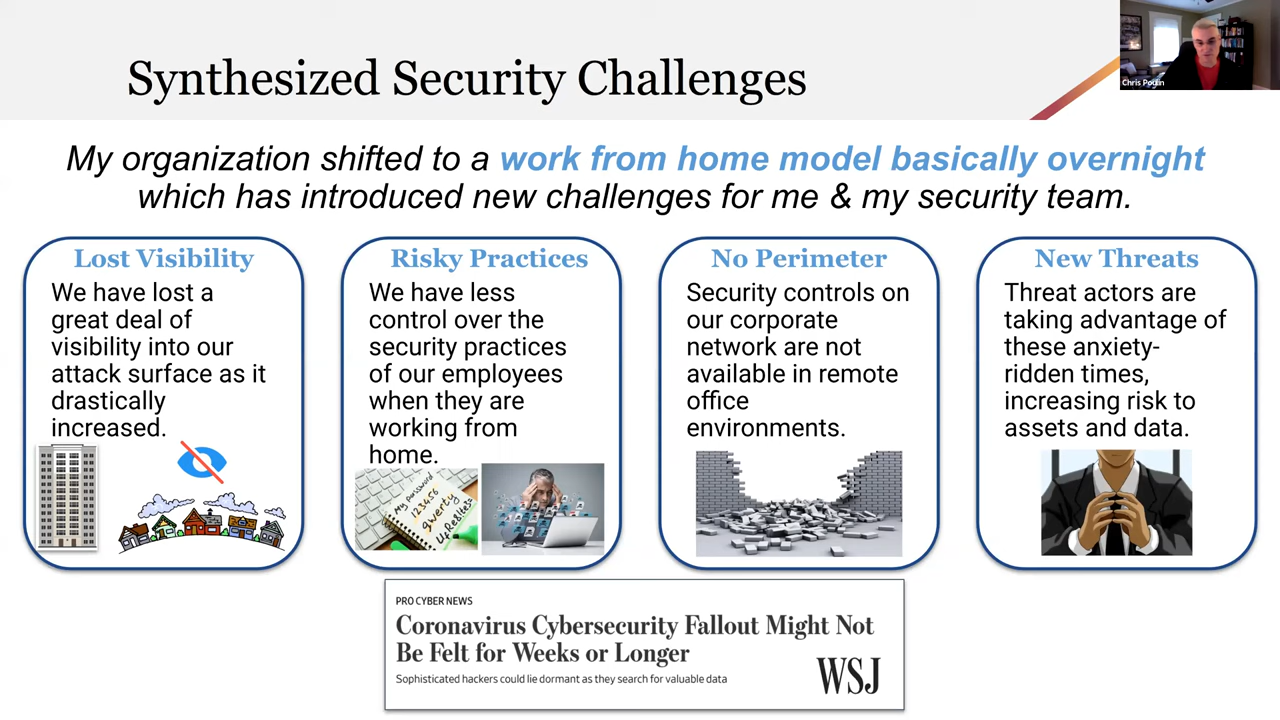 Synthesized Security Challenges
Chris Poulin
My organization shifted to a work from home model basically overnight
which has introduced new challenges for me & my security team.
Lost Visibility
We have lost a
great deal of
visibility into our
attack surface as it
drastically
increased.
Risky Practices
We have less
control over the
security practices
of our employees
when they are
working from
home.
My Password
123456
qwerty
No Perimeter
Security controls on
our corporate
network are not
available in remote
office
environments.
New Threats
Threat actors are
taking advantage of
these anxiety-
ridden times,
increasing risk to
assets and data.
PRO CYBER NEWS
Coronavirus Cybersecurity Fallout Might Not
Be Felt for Weeks or Longer
Sophisticated hackers could lie dormant as they search for valuable data
WSJ